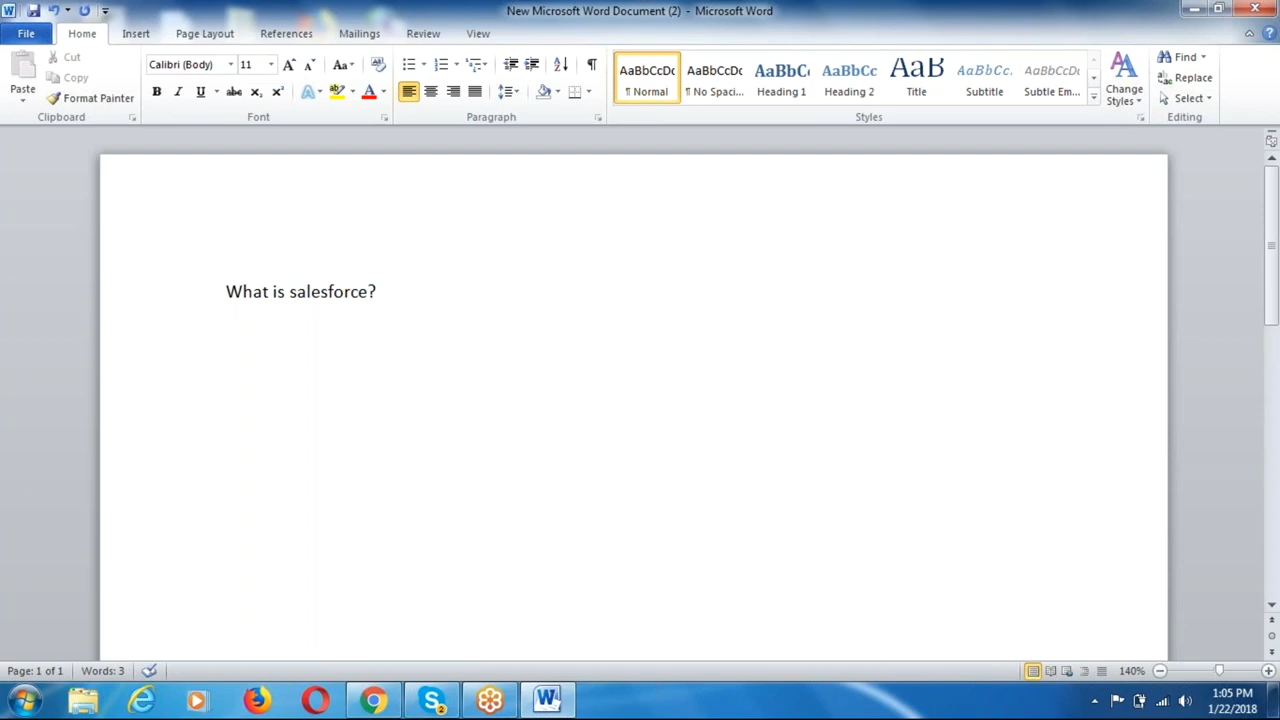 New Microsoft Word Document (2) - Microsoft Word
File Home Insert Page Layout References Mailings Review View
Paste
Cut
Copy
Format Painter
Clipboard
Calibri (Body) 11
Font
Paragraph
AaBbCcDc AaBbCcDc AaBbC AaBbCc AaB AaBbCc. AaBbCcDc
¶ Normal ¶ No Spaci... Heading 1 Heading 2 Title Subtitle Subtle Em...
Change Styles
Styles
Find
Replace
Select
Editing
What is salesforce?
Page: 1 of 1 Words: 3 140%
1:05 PM
1/22/2018